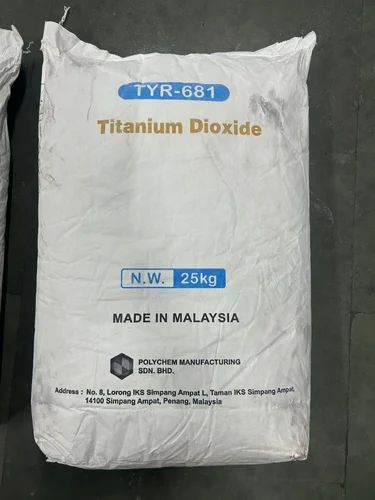 TYR-681
Titanium Dioxide
N.W. 25kg
MADE IN MALAYSIA
POLYCHEM MANUFACTURING
SDN. BHD.
Address : No. 8, Lorong IKS Simpang Ampat L, Taman IKS Simpang Ampat,
14100 Simpang Ampat, Penang, Malaysia